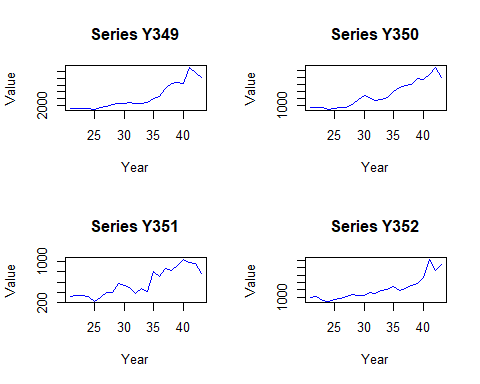 Series Y349
Value
2000
25 30 35 40
Year
Series Y350
Value
1000
25 30 35 40
Year
Series Y351
Value
200 1000
25 30 35 40
Year
Series Y352
Value
1000
25 30 35 40
Year